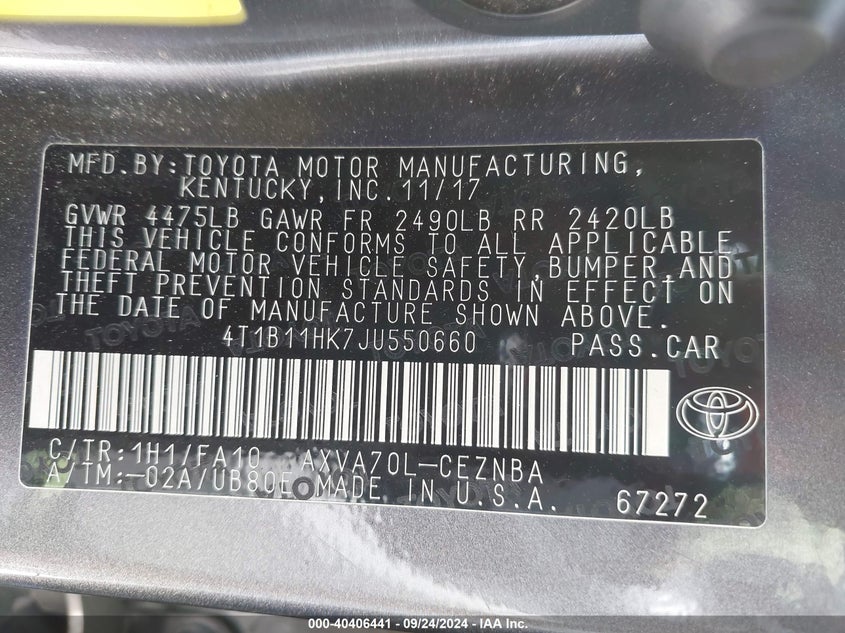 MFD.BY:TOYOTA MOTOR MANUFACTURING,
KENTUCKY,INC.11/17
GVWR 4475LB GAWR FR 2490LB RR 2420LB
THIS VEHICLE CONFORMS TO ALL APPLICABLE
FEDERAL MOTOR VEHICLE SAFETY,BUMPER,AND
THEFT PREVENTION STANDARDS IN EFFECT ON
THE DATE OF MANUFACTURE SHOWN ABOVE.
4T1B11HK7JU550660 PASS.CAR
C/TR:1H1/FA10 AXVA70L-CEZNBA
A/TM:-02A/UB80E MADE IN U.S.A. 67272
000-40406441 - 09/24/2024 - IAA Inc.